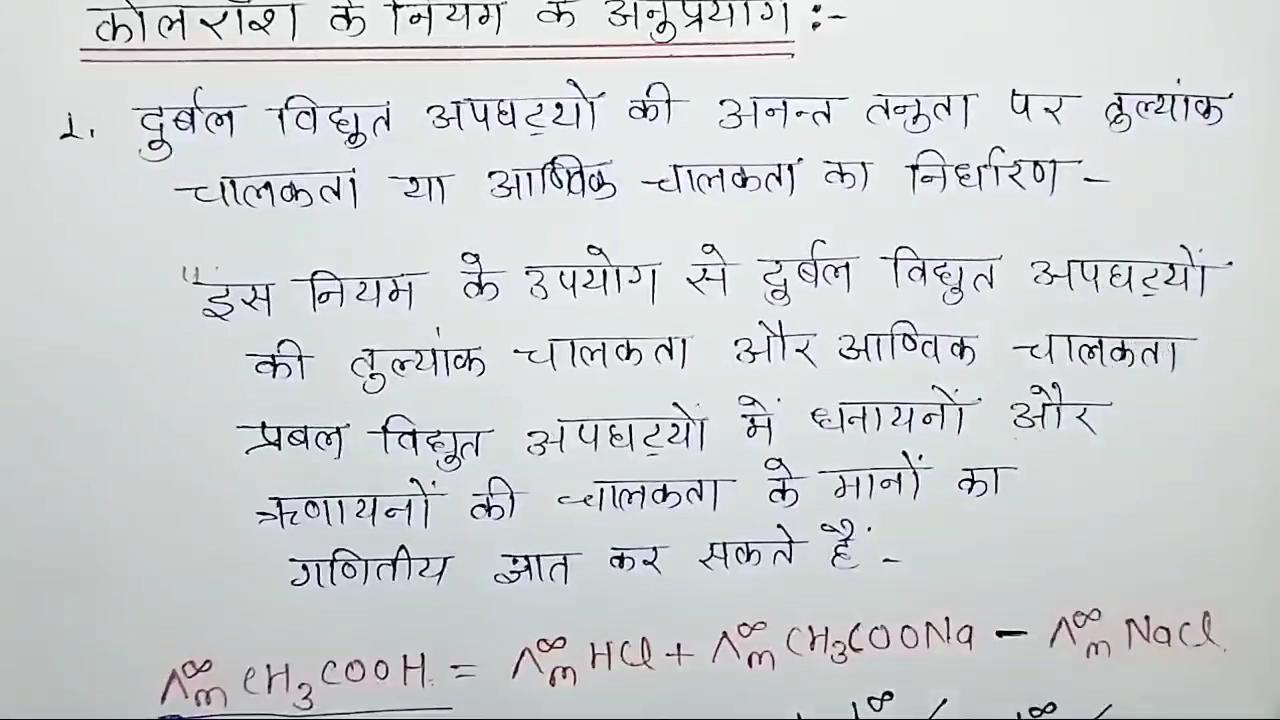 कोलराॅश के नियम के अनुप्रयोग :-
1. दुर्बल विद्युत अपघट्यों की अनन्त तनुता पर तुल्यांक
चालकता या आण्विक चालकता का निर्धारण -
"इस नियम के उपयोग से दुर्बल विद्युत अपघट्यों
की तुल्यांक चालकता और आण्विक चालकता
प्रबल विद्युत अपघट्यों में धनायनों और
ऋणायनों की चालकता के मानों का
गणितीय ज्ञात कर सकते हैं -
Λ∞m CH₃COOH = Λ∞m HCl + Λ∞m CH₃COONa - Λ∞m NaCl